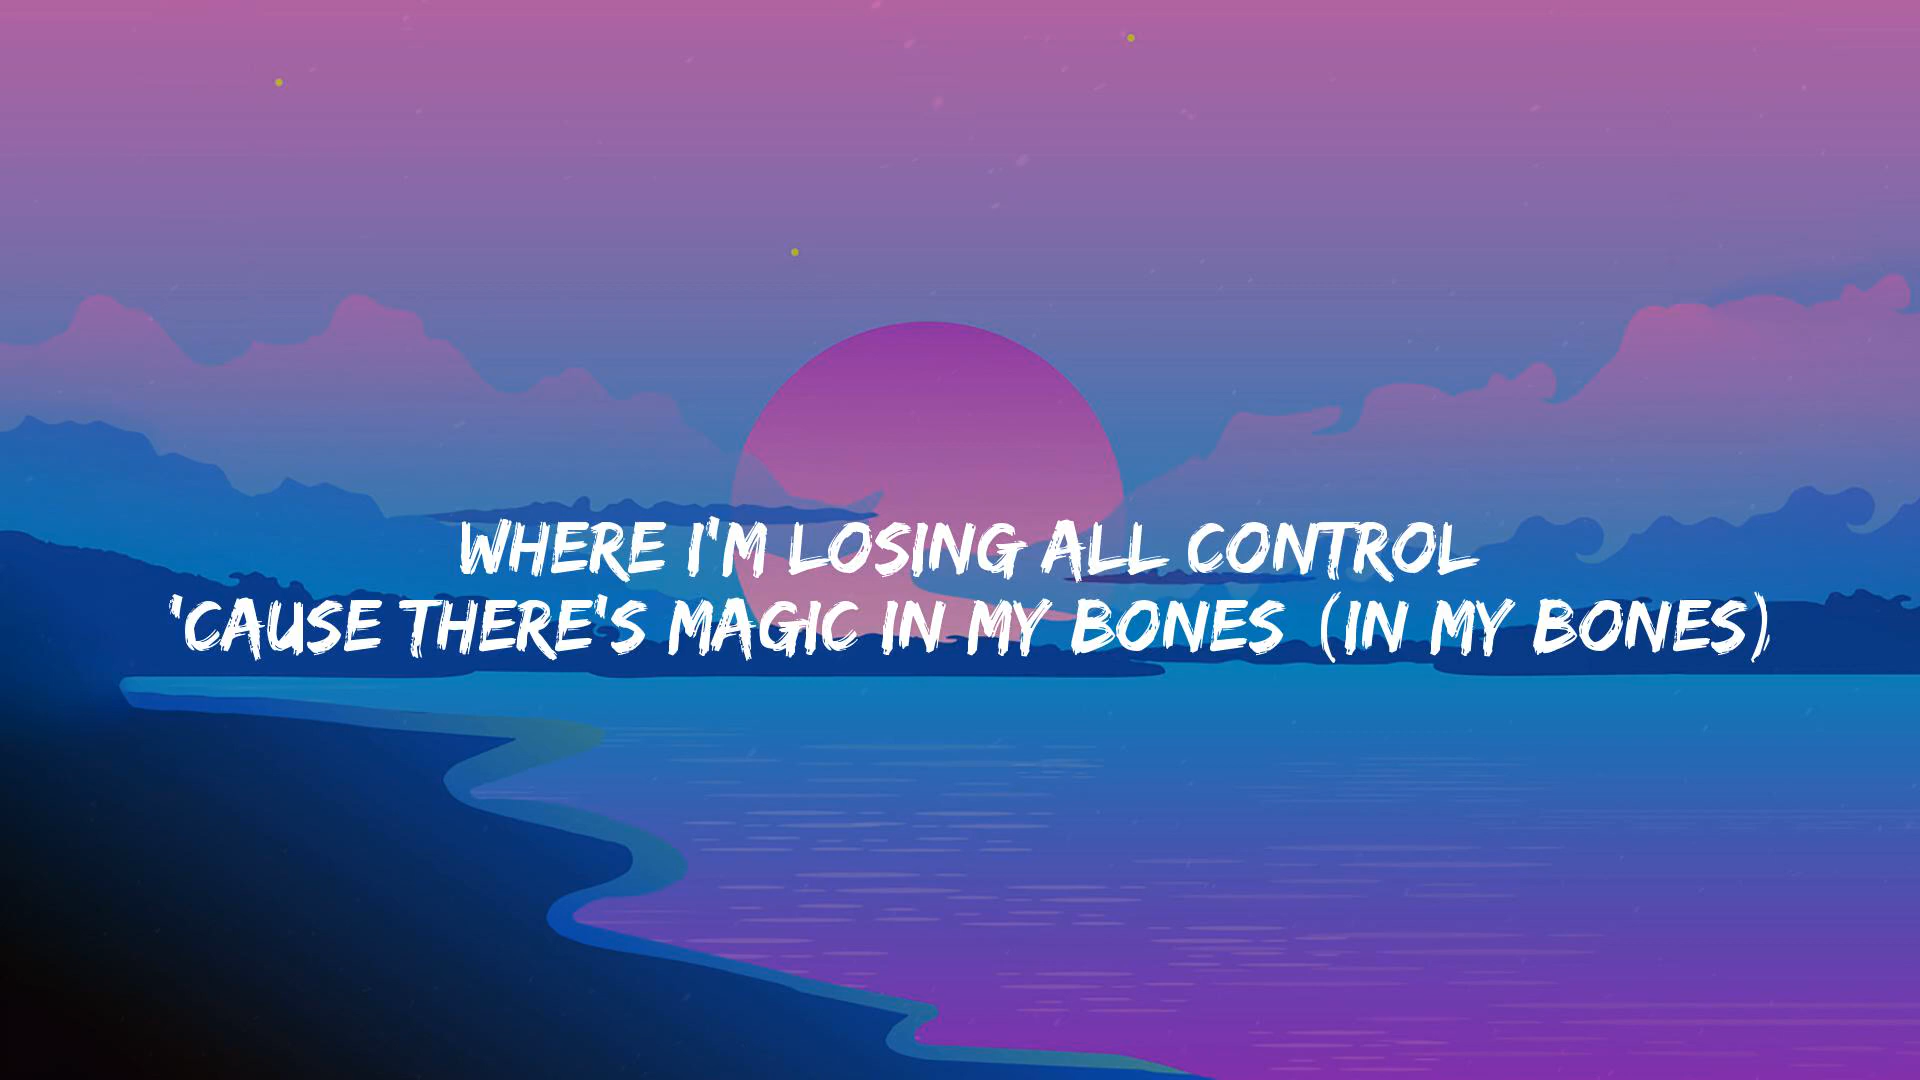 WHERE I'M LOSING ALL CONTROL
'CAUSE THERE'S MAGIC IN MY BONES (IN MY BONES)